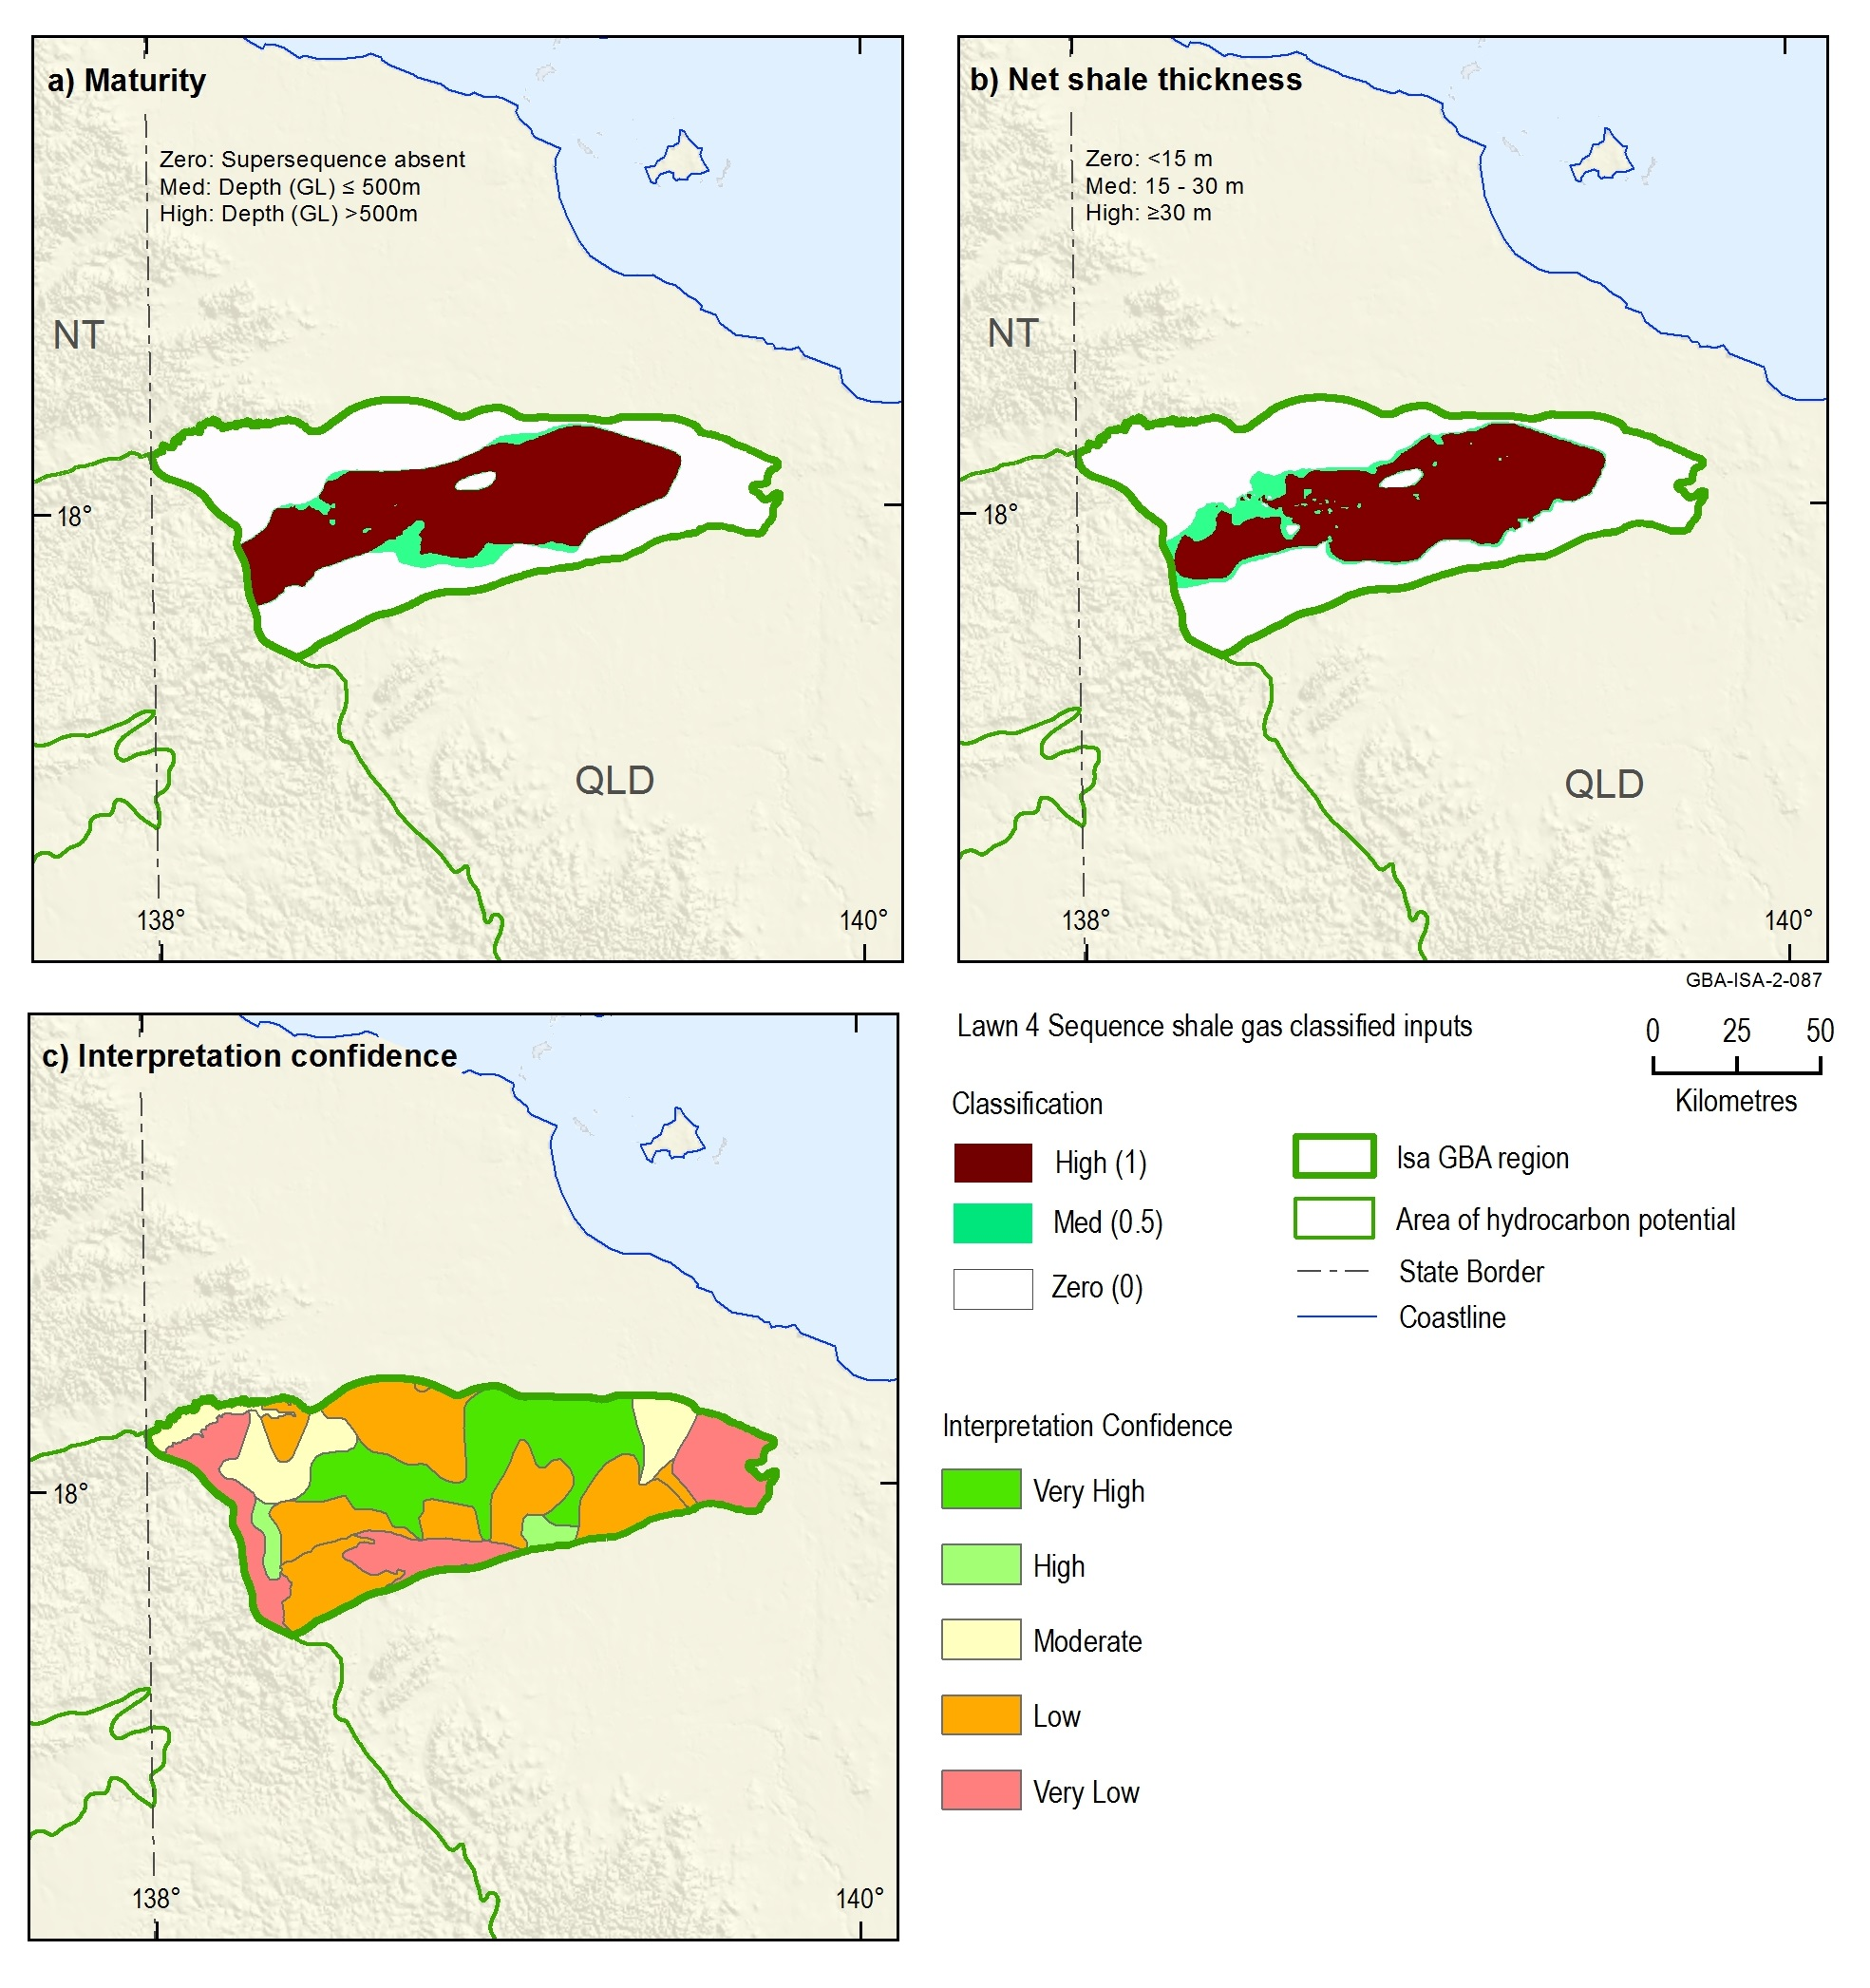 a) Maturity
Zero: Supersequence absent
Med: Depth (GL) ≤ 500m
High: Depth (GL) >500m
NT
18°
QLD
138°
140°
b) Net shale thickness
Zero: <15 m
Med: 15 - 30 m
High: ≥30 m
NT
18°
QLD
138°
140°
GBA-ISA-2-087
c) Interpretation confidence
18°
138°
140°
Lawn 4 Sequence shale gas classified inputs
0 25 50
Kilometres
Classification
High (1)
Med (0.5)
Zero (0)
Isa GBA region
Area of hydrocarbon potential
State Border
Coastline
Interpretation Confidence
Very High
High
Moderate
Low
Very Low